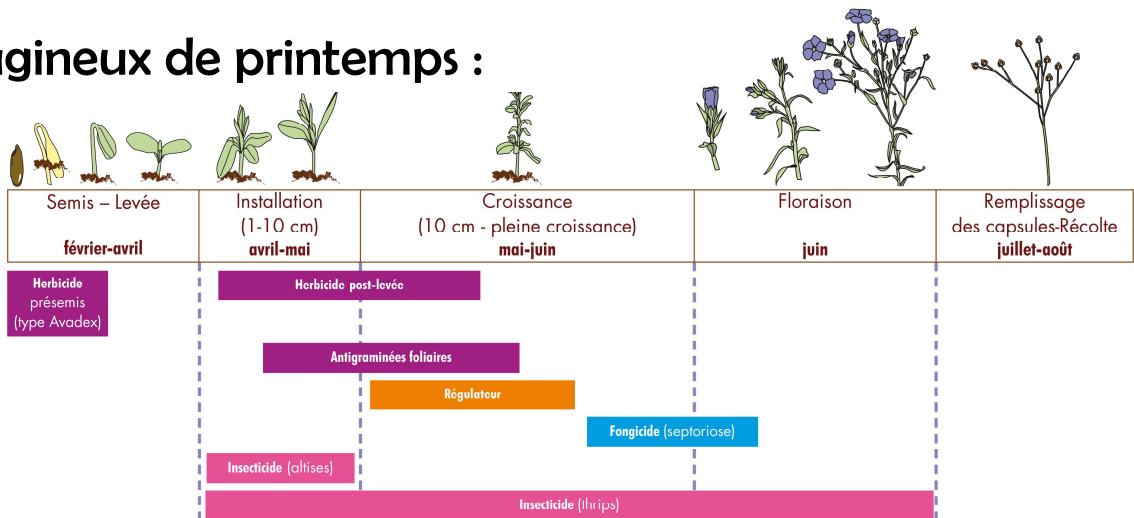 agineux de printemps :
Semis – Levée
février-avril
Installation
(1-10 cm)
avril-mai
Croissance
(10 cm - pleine croissance)
mai-juin
Floraison
juin
Remplissage
des capsules-Récolte
juillet-août
Herbicide
présemis
(type Avadex)
Herbicide post-levée
Antigraminées foliaires
Régulateur
Fongicide (septoriose)
Insecticide (altises)
Insecticide (thrips)